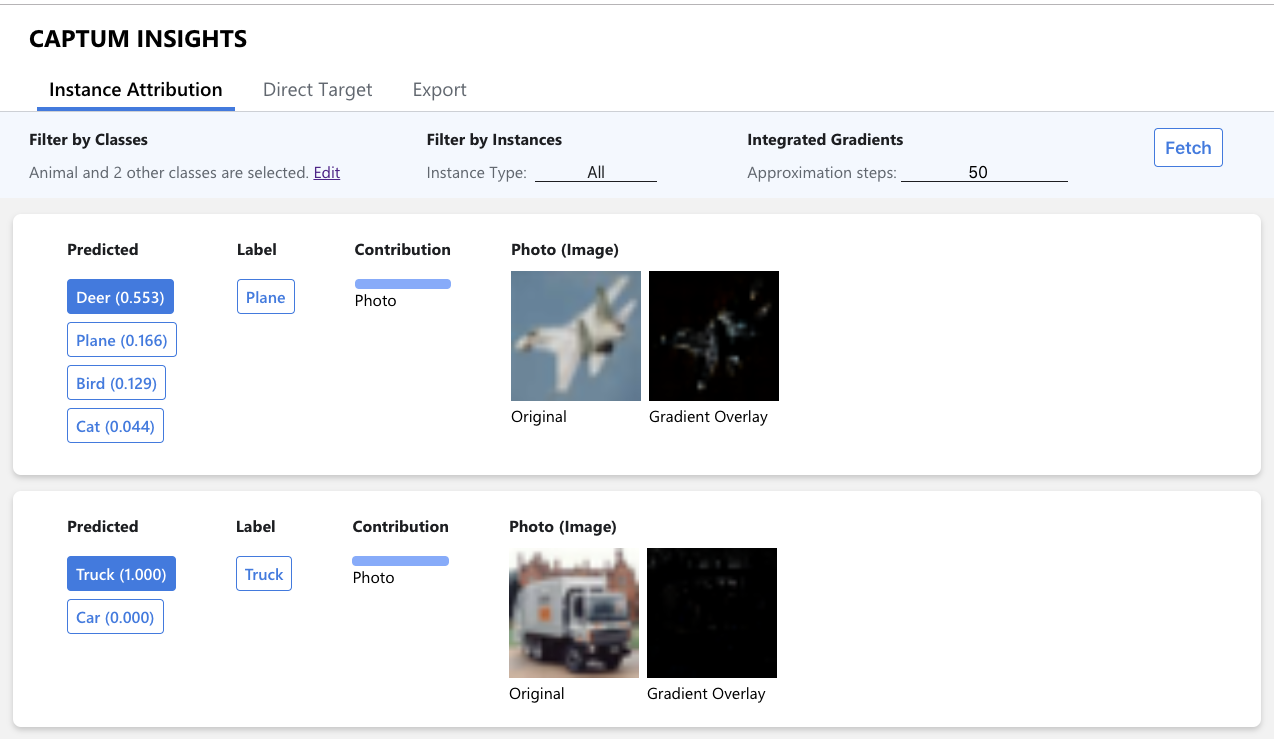 CAPTUM INSIGHTS
Instance Attribution Direct Target Export
Filter by Classes Filter by Instances Integrated Gradients
Animal and 2 other classes are selected. Edit Instance Type: All Approximation steps: 50 Fetch
Predicted Label Contribution Photo (Image)
Deer (0.553) Plane Photo
Plane (0.166)
Bird (0.129)
Cat (0.044)
Original Gradient Overlay
Predicted Label Contribution Photo (Image)
Truck (1.000) Truck Photo
Car (0.000)
Original Gradient Overlay